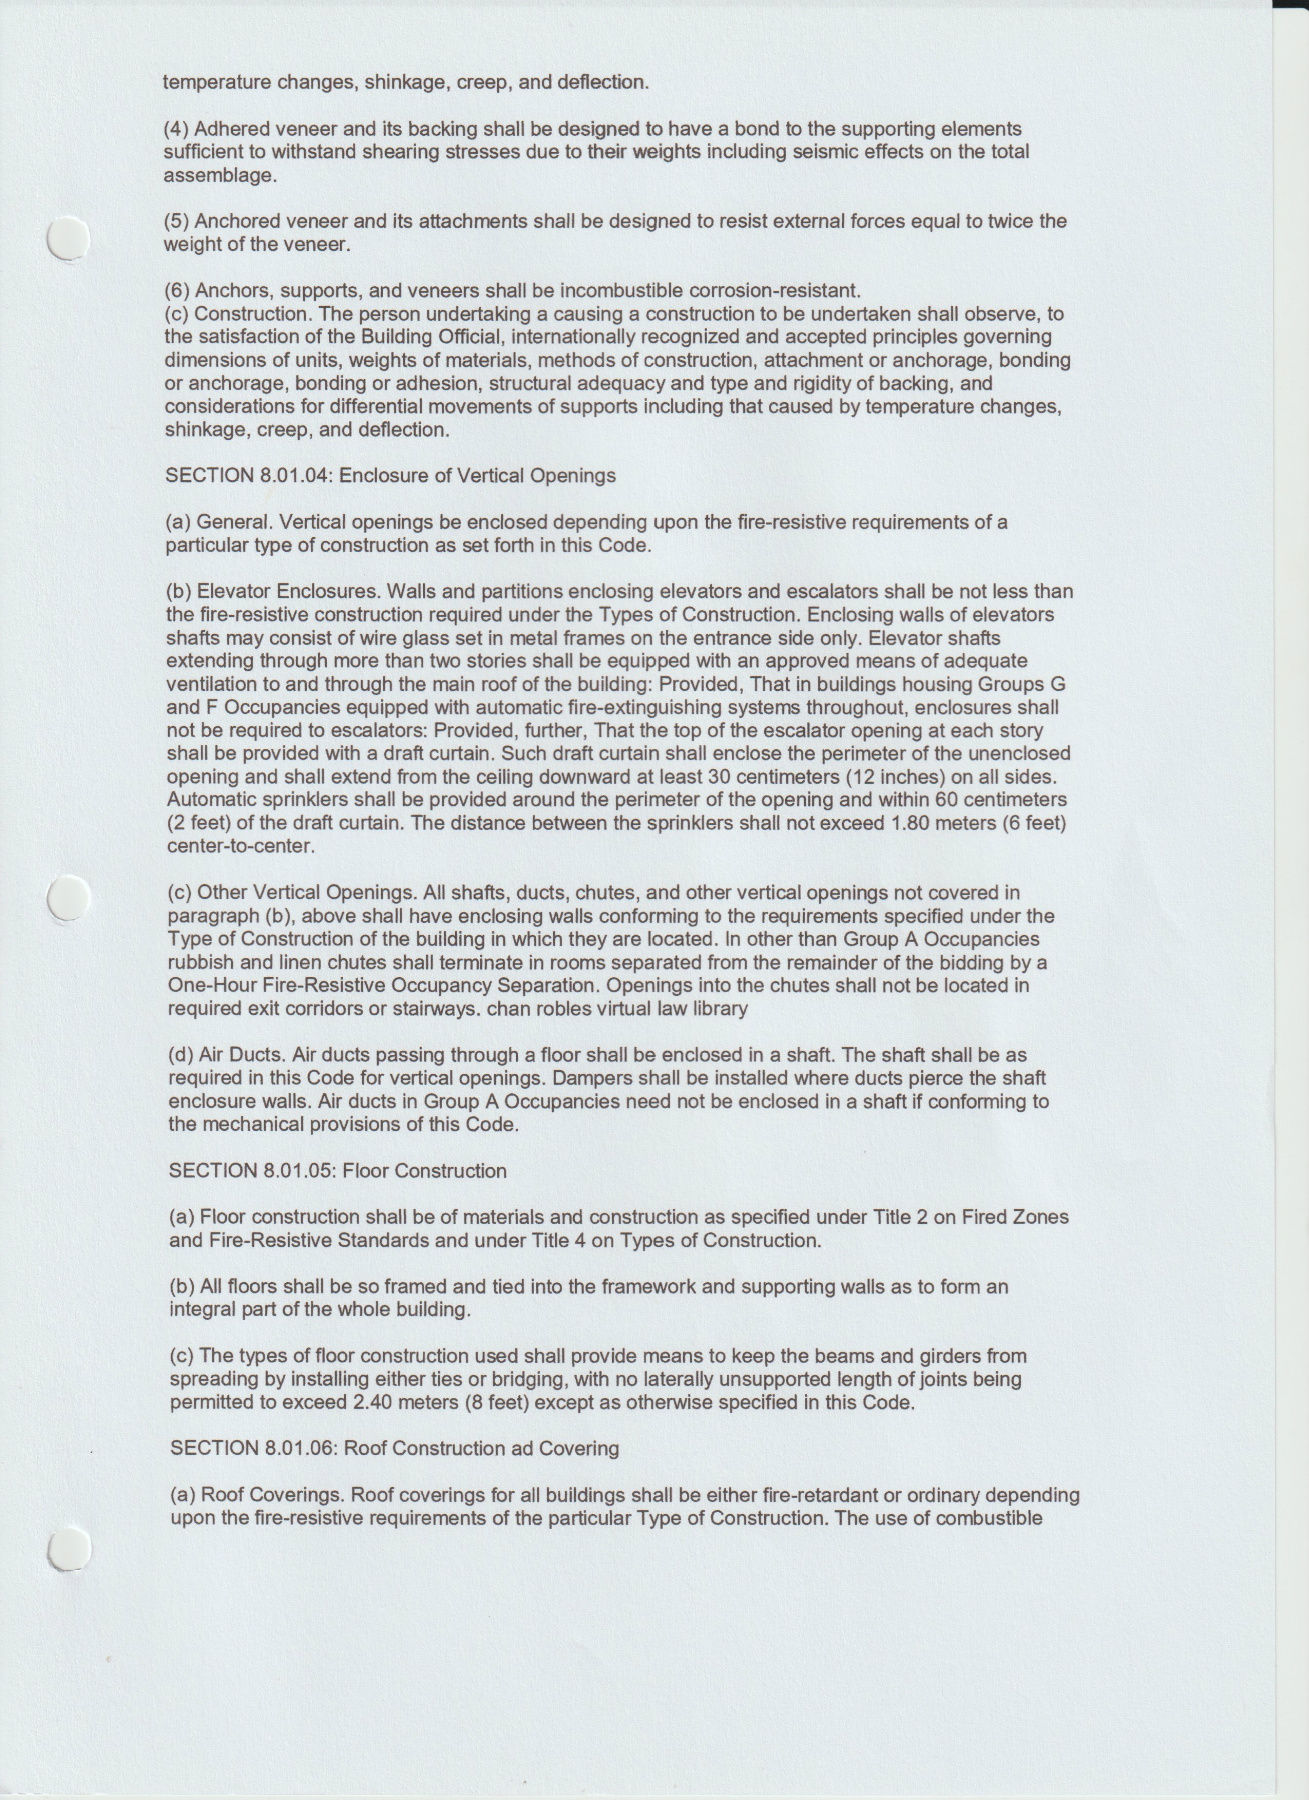 temperature changes, shinkage, creep, and deflection.
(4) Adhered veneer and its backing shall be designed to have a bond to the supporting elements
sufficient to withstand shearing stresses due to their weights including seismic effects on the total
assemblage.
(5) Anchored veneer and its attachments shall be designed to resist external forces equal to twice the
weight of the veneer.
(6) Anchors, supports, and veneers shall be incombustible corrosion-resistant.
(c) Construction. The person undertaking a causing a construction to be undertaken shall observe, to
the satisfaction of the Building Official, internationally recognized and accepted principles governing
dimensions of units, weights of materials, methods of construction, attachment or anchorage, bonding
or anchorage, bonding or adhesion, structural adequacy and type and rigidity of backing, and
considerations for differential movements of supports including that caused by temperature changes,
shinkage, creep, and deflection.
SECTION 8.01.04: Enclosure of Vertical Openings
(a) General. Vertical openings be enclosed depending upon the fire-resistive requirements of a
particular type of construction as set forth in this Code.
(b) Elevator Enclosures. Walls and partitions enclosing elevators and escalators shall be not less than
the fire-resistive construction required under the Types of Construction. Enclosing walls of elevators
shafts may consist of wire glass set in metal frames on the entrance side only. Elevator shafts
extending through more than two stories shall be equipped with an approved means of adequate
ventilation to and through the main roof of the building: Provided, That in buildings housing Groups G
and F Occupancies equipped with automatic fire-extinguishing systems throughout, enclosures shall
not be required to escalators: Provided, further, That the top of the escalator opening at each story
shall be provided with a draft curtain. Such draft curtain shall enclose the perimeter of the unenclosed
opening and shall extend from the ceiling downward at least 30 centimeters (12 inches) on all sides.
Automatic sprinklers shall be provided around the perimeter of the opening and within 60 centimeters
(2 feet) of the draft curtain. The distance between the sprinklers shall not exceed 1.80 meters (6 feet)
center-to-center.
(c) Other Vertical Openings. All shafts, ducts, chutes, and other vertical openings not covered in
paragraph (b), above shall have enclosing walls conforming to the requirements specified under the
Type of Construction of the building in which they are located. In other than Group A Occupancies
rubbish and linen chutes shall terminate in rooms separated from the remainder of the bidding by a
One-Hour Fire-Resistive Occupancy Separation. Openings into the chutes shall not be located in
required exit corridors or stairways. chan robles virtual law library
(d) Air Ducts. Air ducts passing through a floor shall be enclosed in a shaft. The shaft shall be as
required in this Code for vertical openings. Dampers shall be installed where ducts pierce the shaft
enclosure walls. Air ducts in Group A Occupancies need not be enclosed in a shaft if conforming to
the mechanical provisions of this Code.
SECTION 8.01.05: Floor Construction
(a) Floor construction shall be of materials and construction as specified under Title 2 on Fired Zones
and Fire-Resistive Standards and under Title 4 on Types of Construction.
(b) All floors shall be so framed and tied into the framework and supporting walls as to form an
integral part of the whole building.
(c) The types of floor construction used shall provide means to keep the beams and girders from
spreading by installing either ties or bridging, with no laterally unsupported length of joints being
permitted to exceed 2.40 meters (8 feet) except as otherwise specified in this Code.
SECTION 8.01.06: Roof Construction ad Covering
(a) Roof Coverings. Roof coverings for all buildings shall be either fire-retardant or ordinary depending
upon the fire-resistive requirements of the particular Type of Construction. The use of combustible